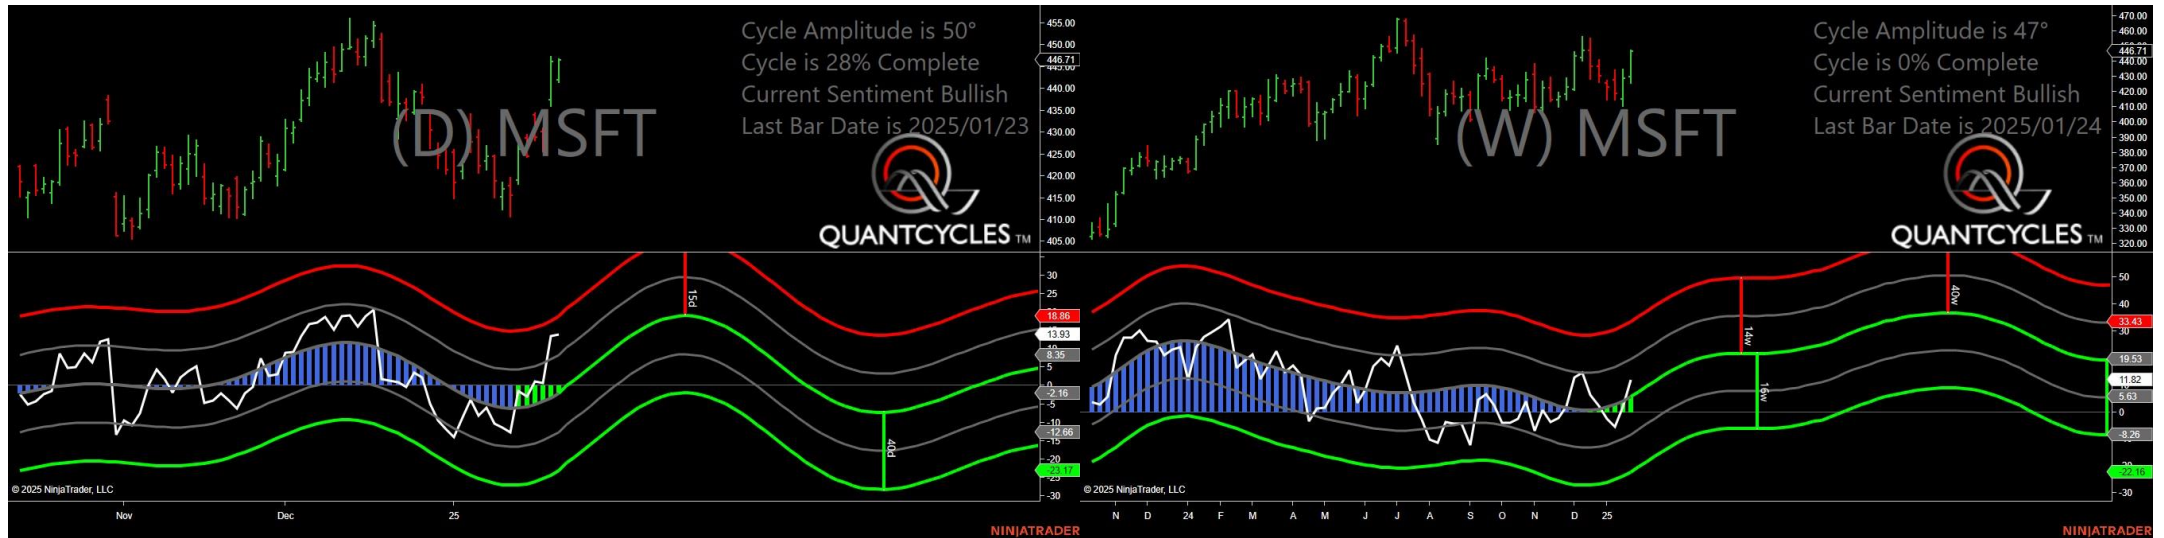 Cycle Amplitude is 50°
Cycle is 28% Complete
Current Sentiment Bullish
Last Bar Date is 2025/01/23
(D) MSFT
QUANTCYCLES TM
455.00
450.00
446.71
440.00
435.00
430.00
425.00
420.00
415.00
410.00
405.00
15d
40d
30
25
18.86
13.93
8.35
5
0
-2.16
-5
-10
-12.66
-15
-20
-23.17
-30
© 2025 NinjaTrader, LLC
Nov
Dec
25
NINJATRADER
Cycle Amplitude is 47°
Cycle is 0% Complete
Current Sentiment Bullish
Last Bar Date is 2025/01/24
(W) MSFT
QUANTCYCLES TM
470.00
460.00
446.71
440.00
430.00
420.00
410.00
400.00
390.00
380.00
370.00
360.00
350.00
340.00
330.00
320.00
14w
16w
40w
50
40
33.43
30
19.53
11.82
5.63
0
-8.26
-22.16
-30
© 2025 NinjaTrader, LLC
N D 24 F M A M J J A S O N D 25
NINJATRADER